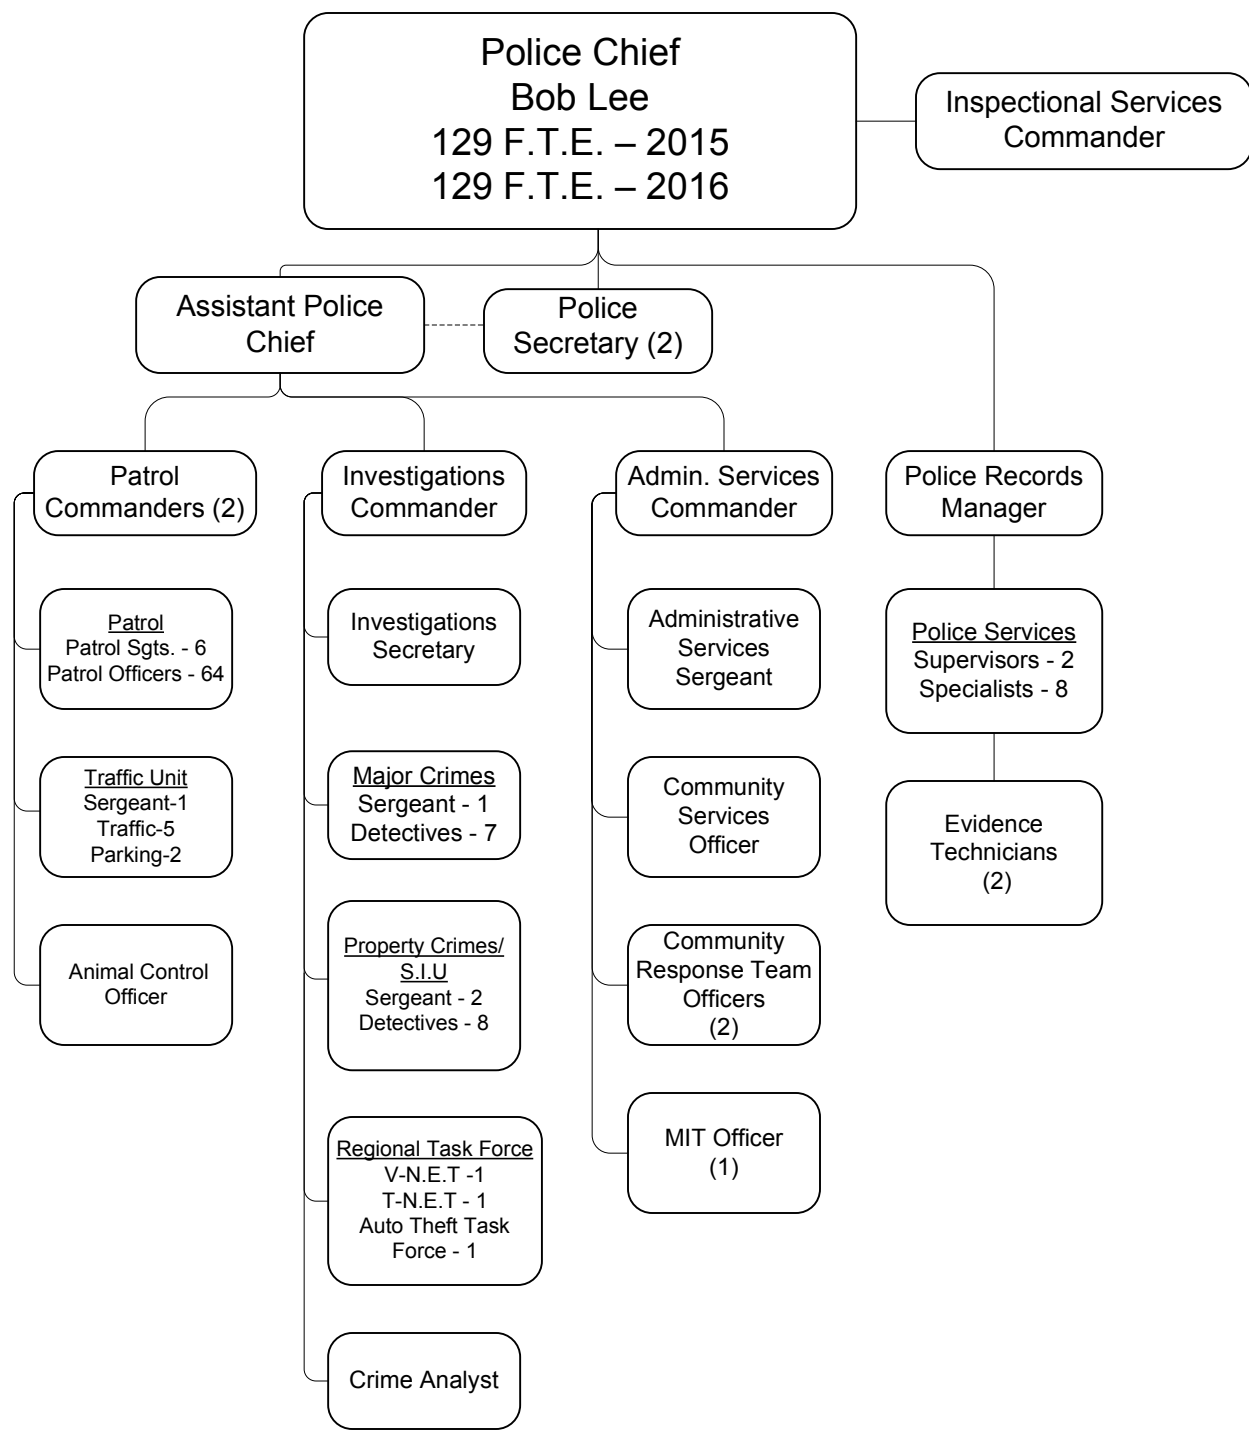 Police Chief
Bob Lee
129 F.T.E. – 2015
129 F.T.E. – 2016
Inspectional Services
Commander
Assistant Police
Chief
Police
Secretary (2)
Patrol
Commanders (2)
Investigations
Commander
Admin. Services
Commander
Police Records
Manager
Patrol
Patrol Sgts. - 6
Patrol Officers - 64
Investigations
Secretary
Administrative
Services
Sergeant
Police Services
Supervisors - 2
Specialists - 8
Traffic Unit
Sergeant-1
Traffic-5
Parking-2
Major Crimes
Sergeant - 1
Detectives - 7
Community
Services
Officer
Evidence
Technicians
(2)
Animal Control
Officer
Property Crimes/
S.I.U
Sergeant - 2
Detectives - 8
Community
Response Team
Officers
(2)
Regional Task Force
V-N.E.T -1
T-N.E.T - 1
Auto Theft Task
Force - 1
MIT Officer
(1)
Crime Analyst